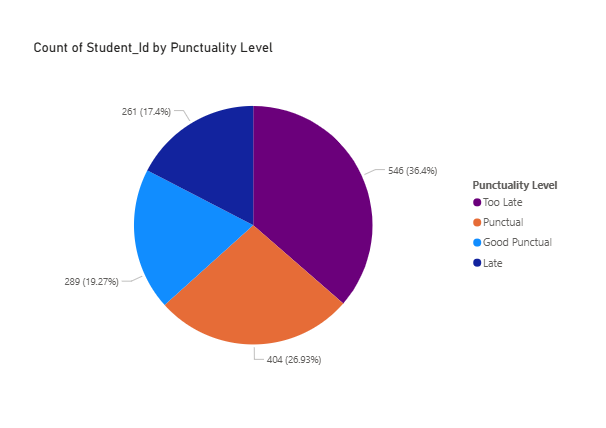 Count of Student_Id by Punctuality Level
261 (17.4%)
546 (36.4%)
Punctuality Level
Too Late
Punctual
Good Punctual
Late
289 (19.27%)
404 (26.93%)